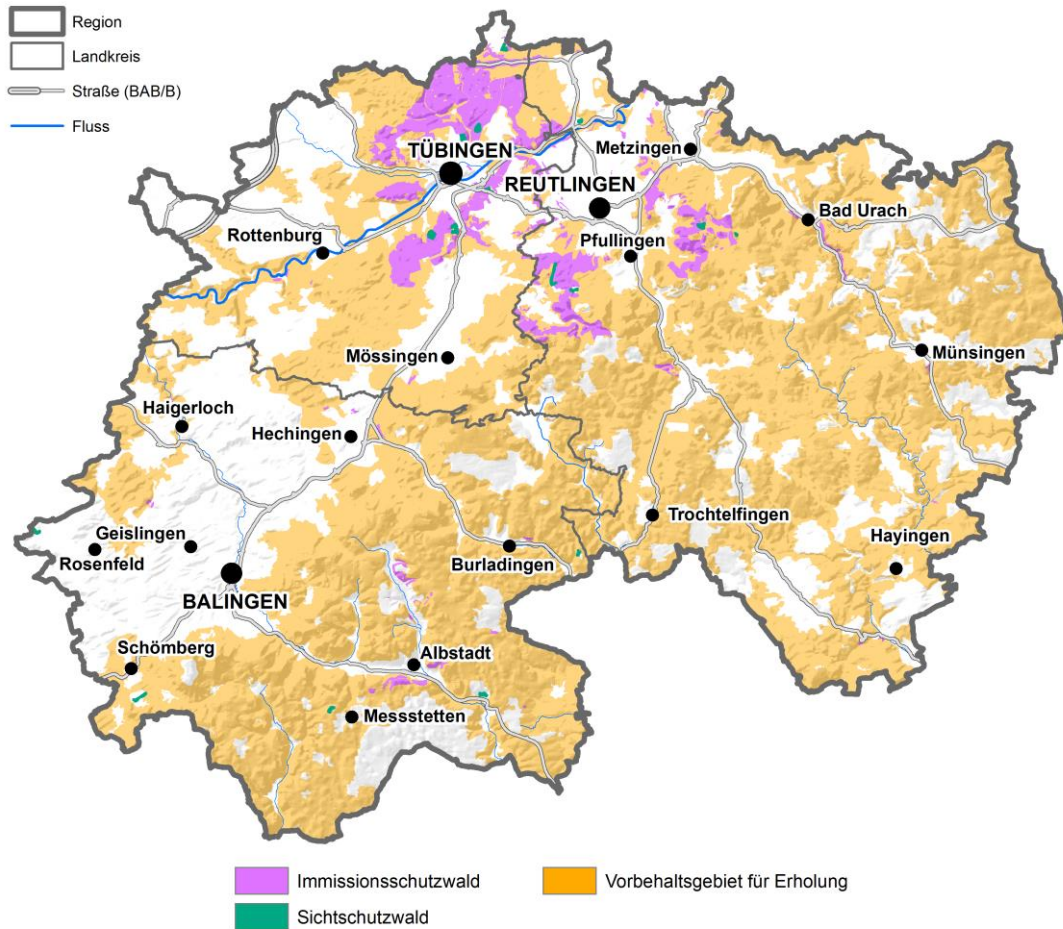 Region
Landkreis
Straße (BAB/B)
Fluss
TÜBINGEN
Metzingen
REUTLINGEN
Bad Urach
Rottenburg
Pfullingen
Mössingen
Münsingen
Haigerloch
Hechingen
Trochtelfingen
Geislingen
Rosenfeld
Burladingen
Hayingen
BALINGEN
Schömberg
Albstadt
Messstetten
Immissionsschutzwald
Vorbehaltsgebiet für Erholung
Sichtschutzwald